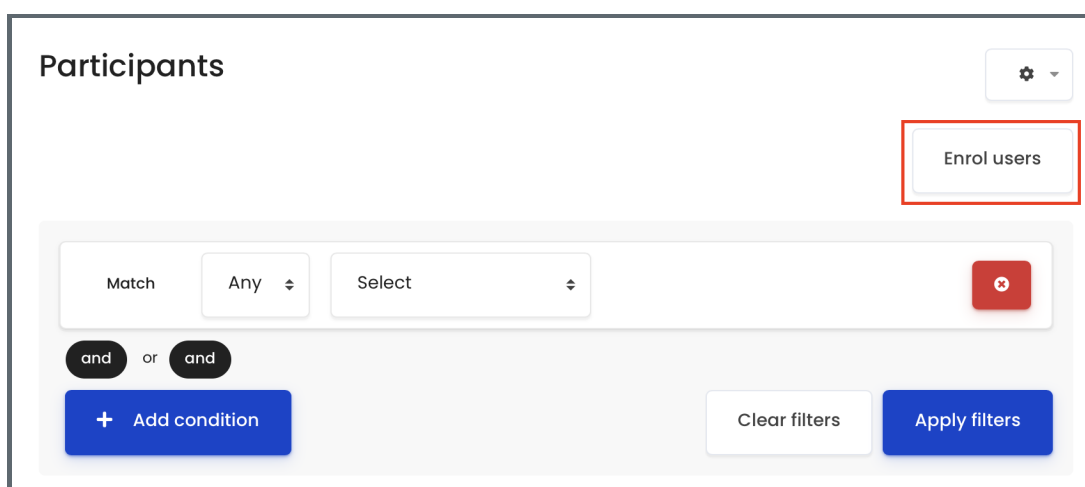 Participants
Enrol users
Match Any Select
and or and
Add condition Clear filters Apply filters